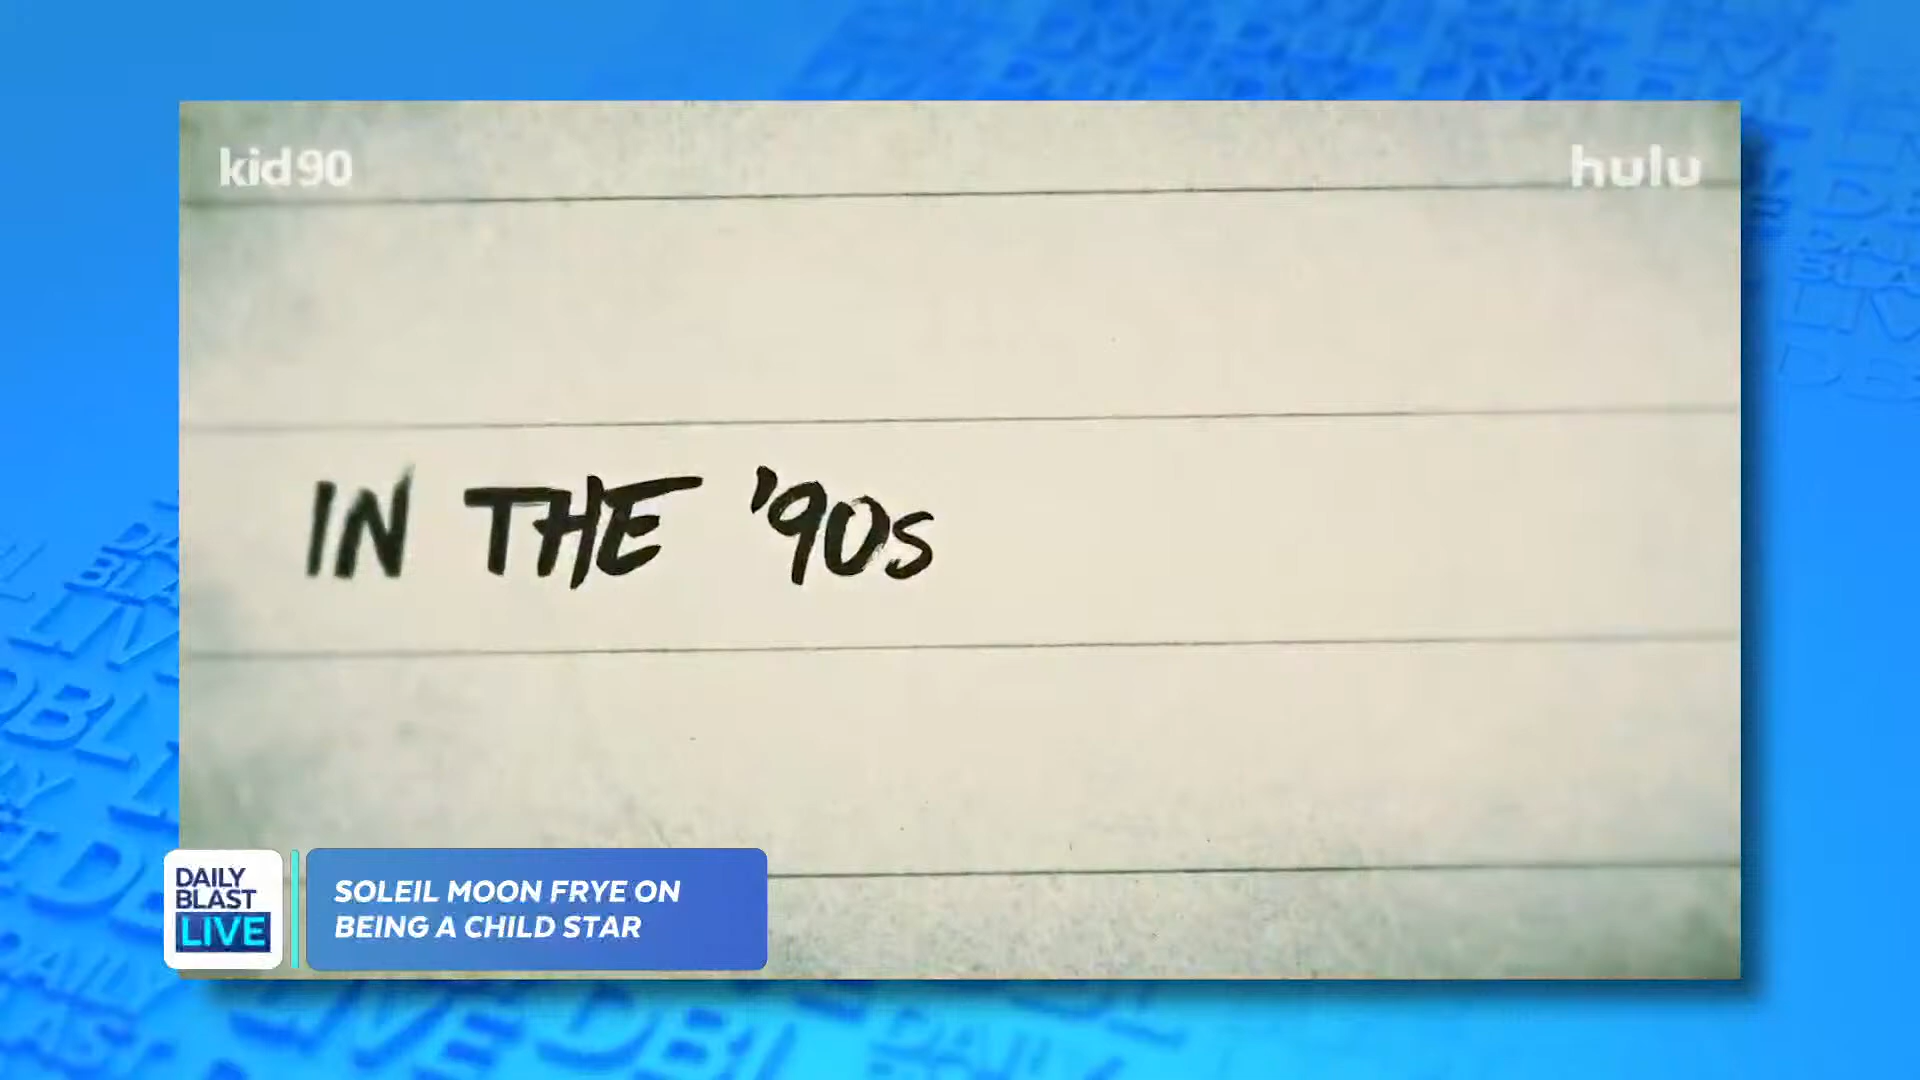 kid90
hulu
IN THE '90s
DAILY
BLAST
LIVE
SOLEIL MOON FRYE ON
BEING A CHILD STAR